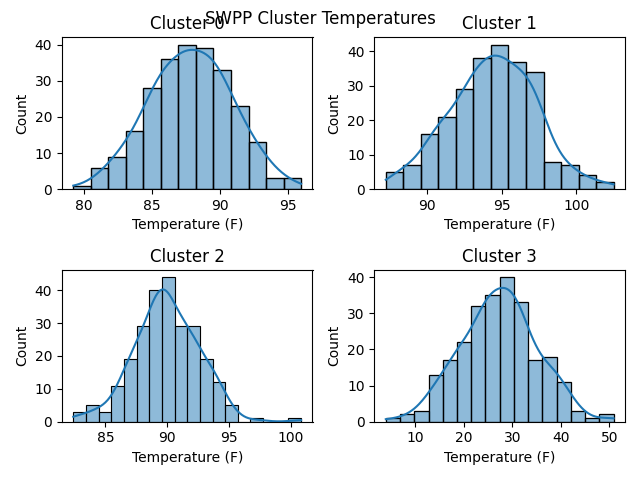 SWPP Cluster Temperatures
Cluster 0
Cluster 1
Count
40
30
20
10
0
80 85 90 95
Temperature (F)
Count
40
30
20
10
0
90 95 100
Temperature (F)
Cluster 2
Cluster 3
Count
40
30
20
10
0
85 90 95 100
Temperature (F)
Count
40
30
20
10
0
10 20 30 40 50
Temperature (F)